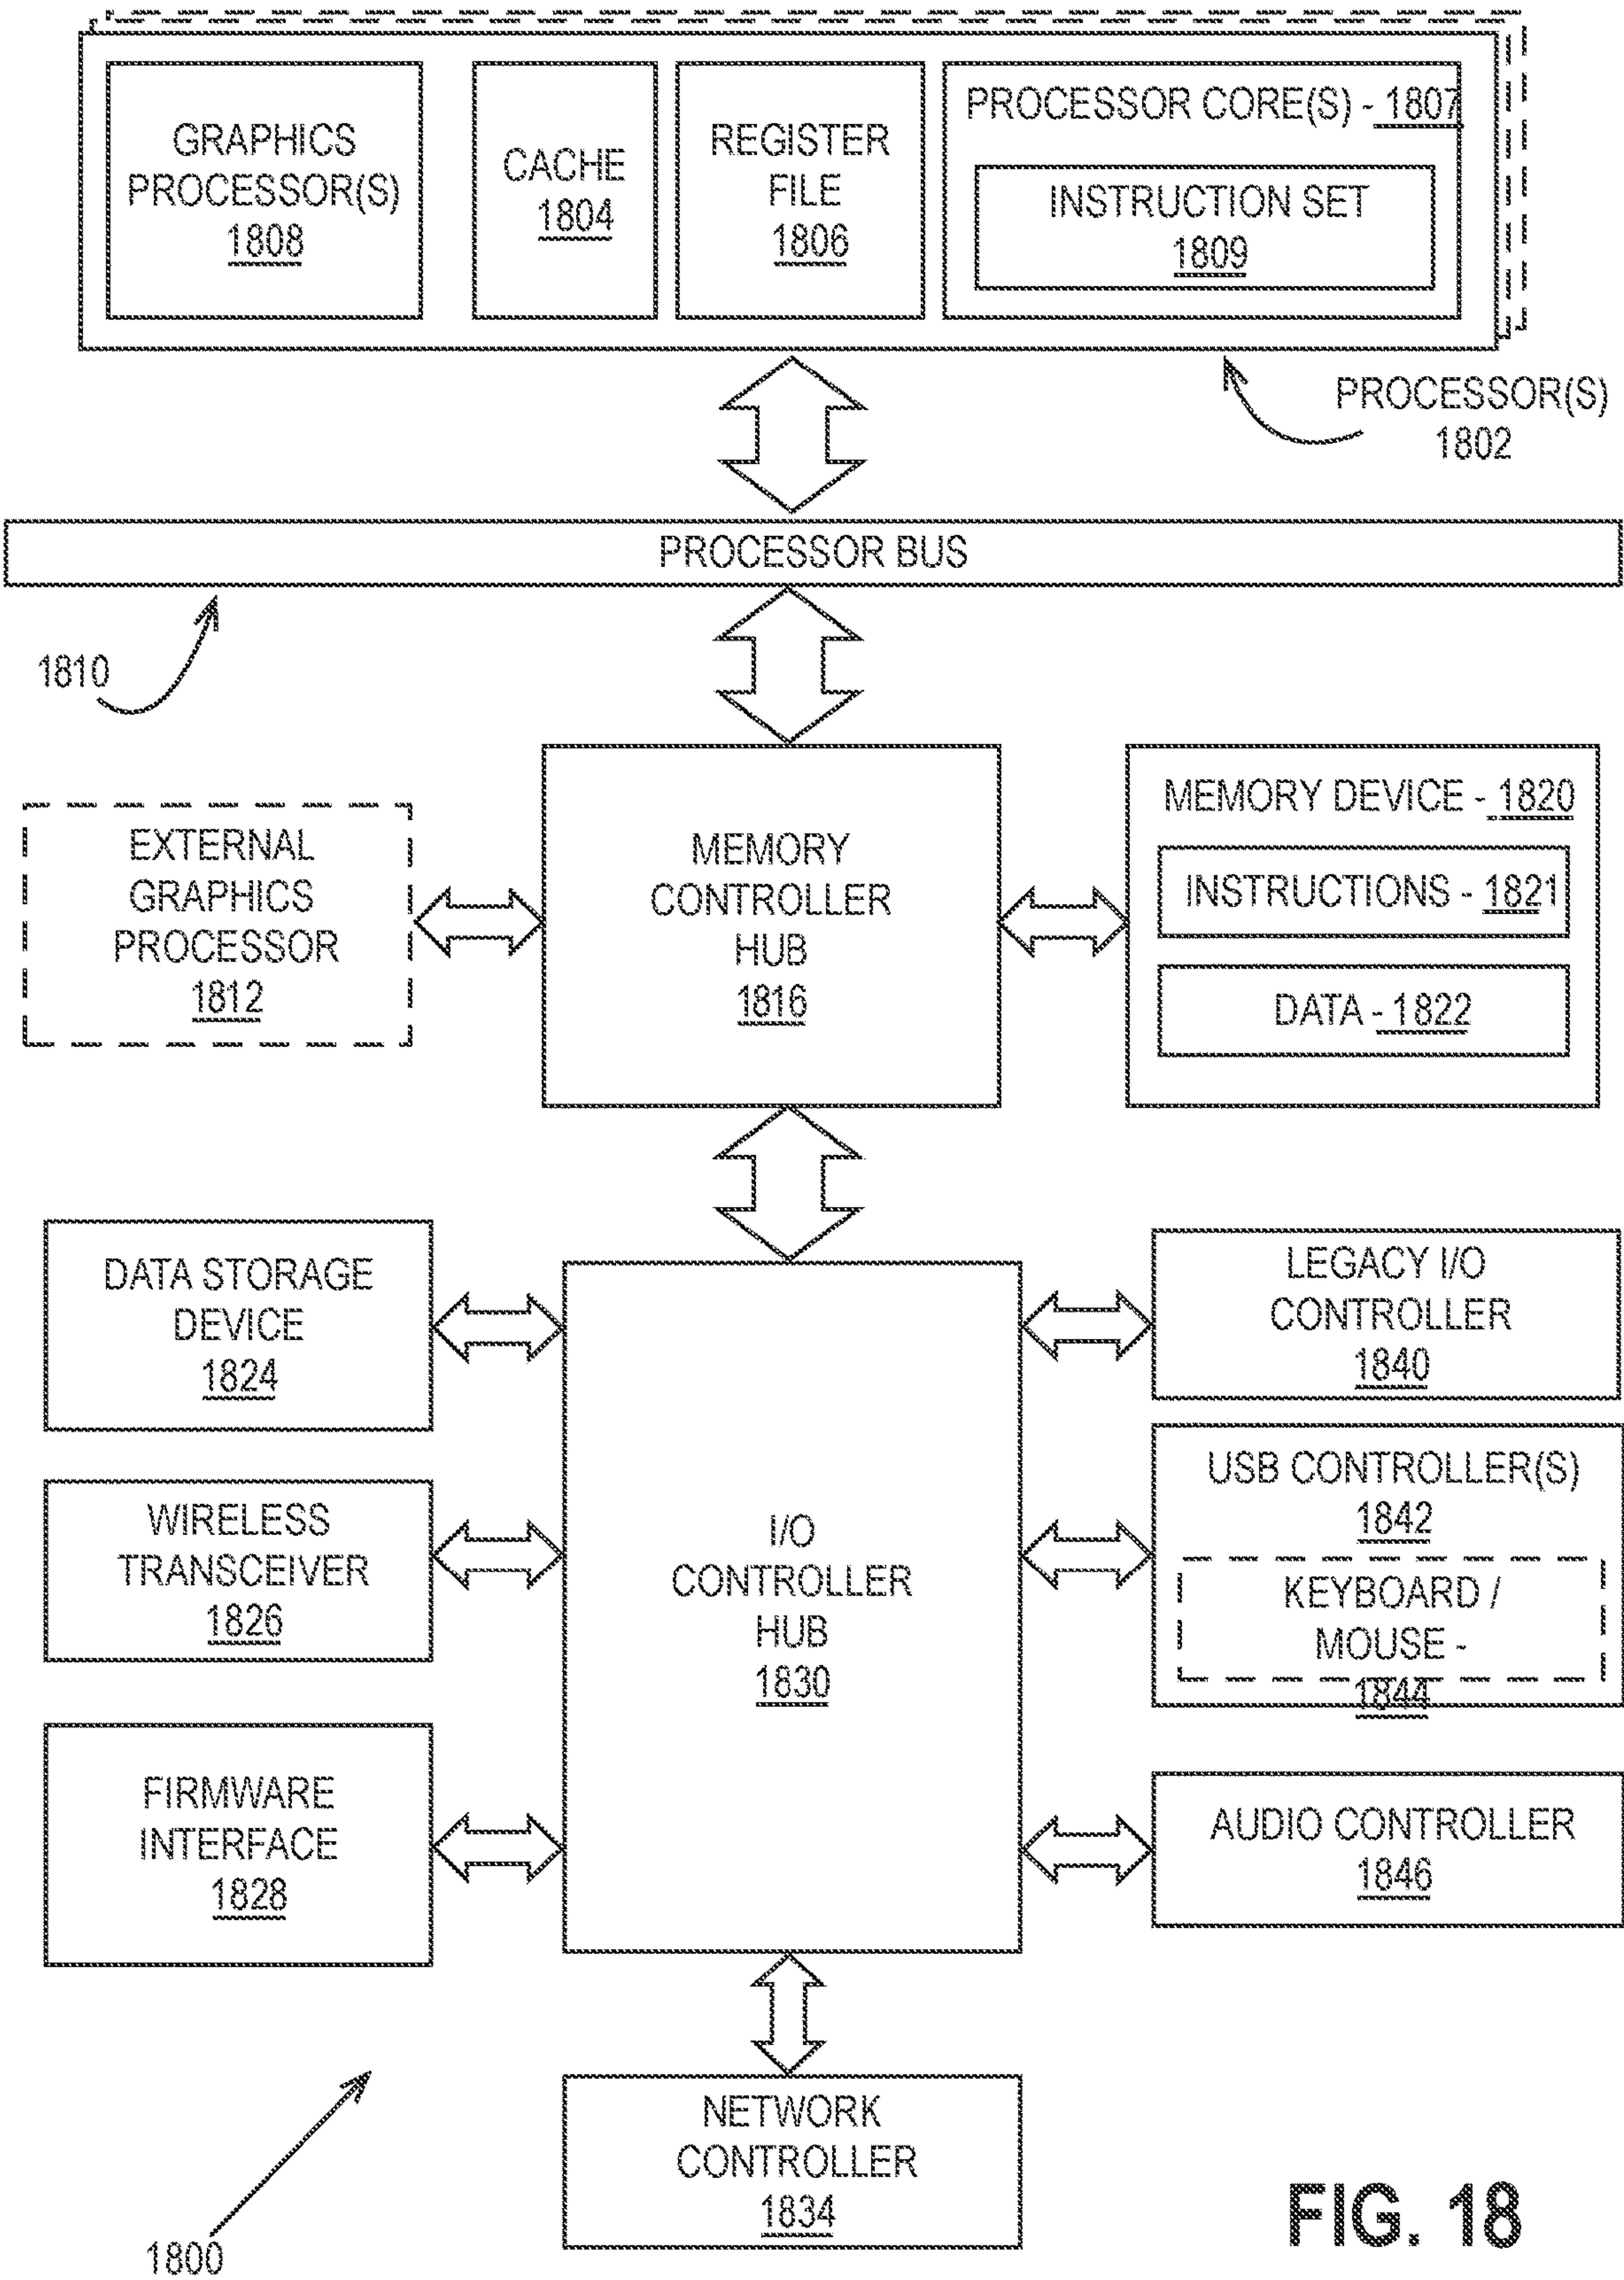 GRAPHICS
PROCESSOR(S)
1808
CACHE
1804
REGISTER
FILE
1806
PROCESSOR CORE(S) - 1807
INSTRUCTION SET
1809
PROCESSOR(S)
1802
PROCESSOR BUS
1810
EXTERNAL
GRAPHICS
PROCESSOR
1812
MEMORY
CONTROLLER
HUB
1816
MEMORY DEVICE - 1820
INSTRUCTIONS - 1821
DATA - 1822
DATA STORAGE
DEVICE
1824
WIRELESS
TRANSCEIVER
1826
FIRMWARE
INTERFACE
1828
I/O
CONTROLLER
HUB
1830
LEGACY I/O
CONTROLLER
1840
USB CONTROLLER(S)
1842
KEYBOARD /
MOUSE -
1844
AUDIO CONTROLLER
1846
NETWORK
CONTROLLER
1834
1800
FIG. 18